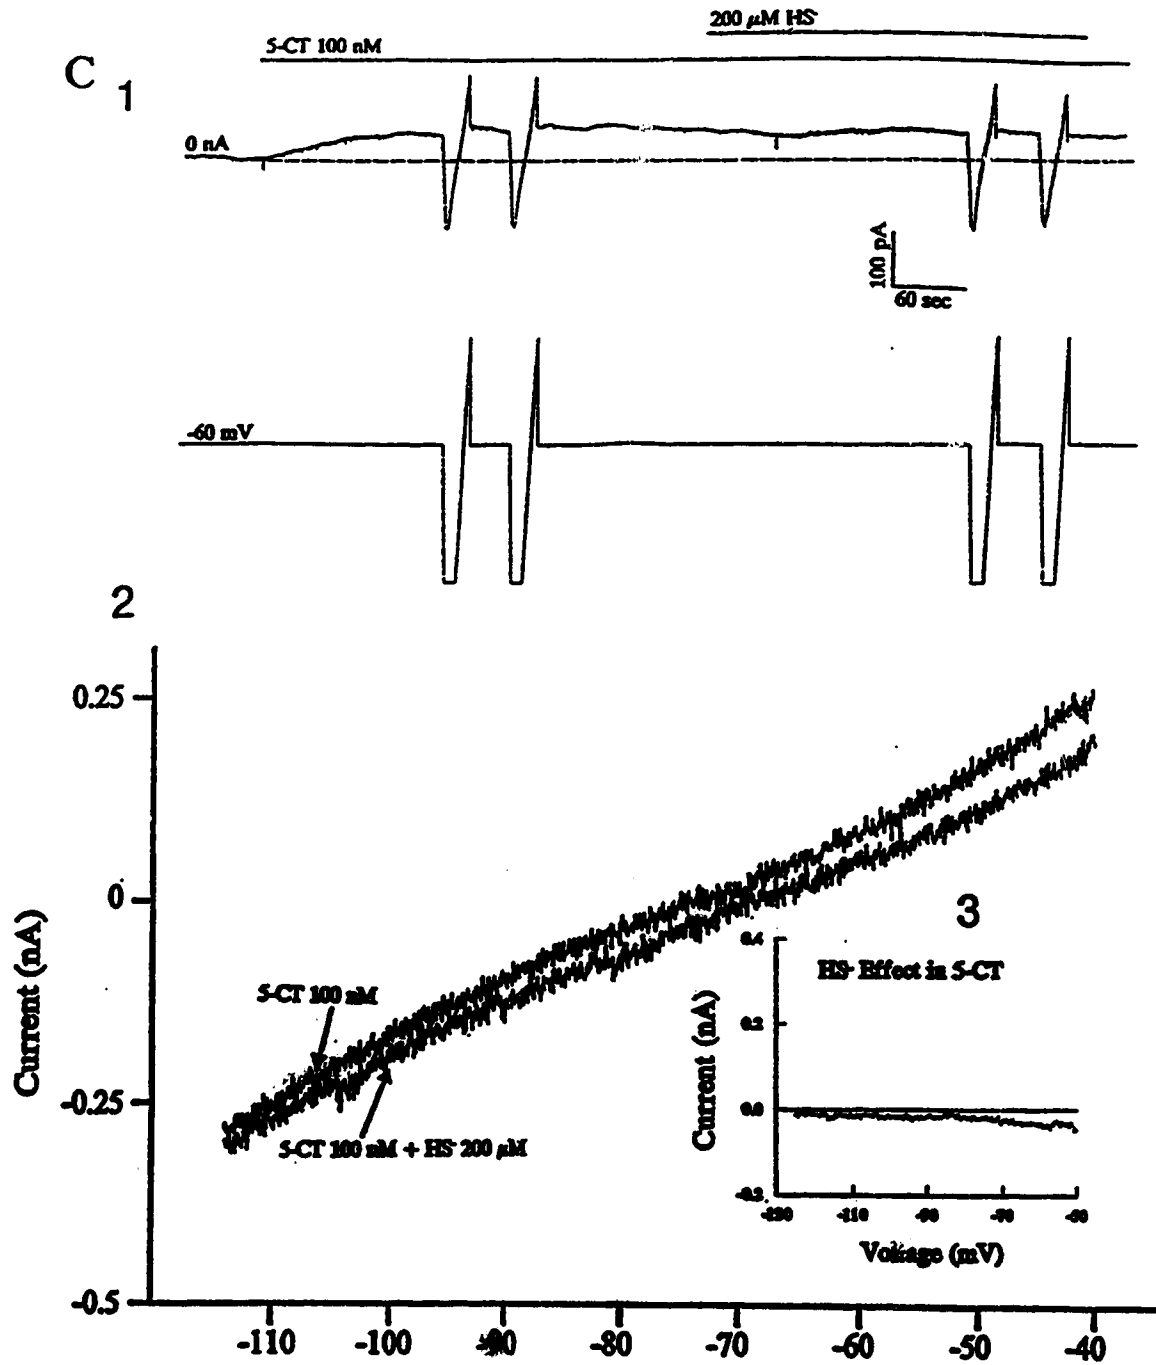 200 μM HS-
5-CT 100 nM
C 1
0 nA
100 pA
60 sec
-60 mV
2
0.25
0
-0.25
-0.5
Current (nA)
5-CT 100 nM
5-CT 100 nM + HS- 200 μM
-110 -100 -90 -80 -70 -60 -50 -40
3
HS- Effect in 5-CT
Current (nA)
0.4
0.2
0.0
-120 -110 -90
Voltage (mV)